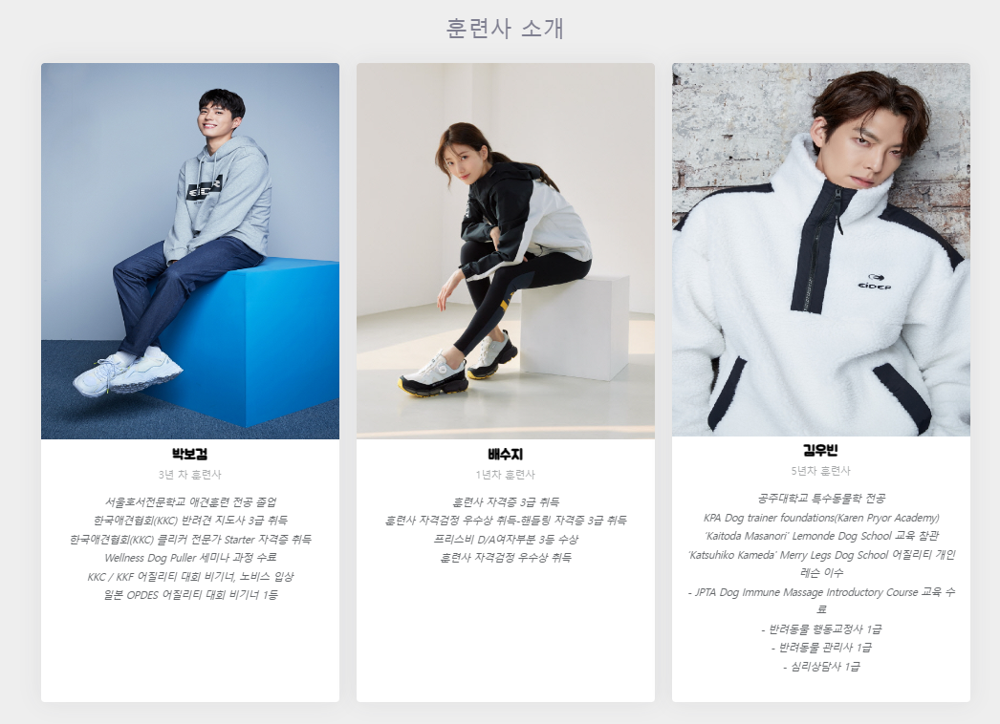 훈련사 소개
EIDER
박보검
3년 차 훈련사
서울호서전문학교 애견훈련 전공 졸업
한국애견협회(KKC) 반려견 지도사 3급 취득
한국애견협회(KKC) 클리커 전문가 Starter 자격증 취득
Wellness Dog Puller 세미나 과정 수료
KKC / KKF 어질리티 대회 비기너, 노비스 입상
일본 OPDES 어질리티 대회 비기너 1등
배수지
1년차 훈련사
훈련사 자격증 3급 취득
훈련사 자격검정 우수상 취득-핸들링 자격증 3급 취득
프리스비 D/A여자부분 3등 수상
훈련사 자격검정 우수상 취득
김우빈
5년차 훈련사
공주대학교 특수동물학 전공
KPA Dog trainer foundations(Karen Pryor Academy)
'Kaitoda Masanori' Lemonde Dog School 교육 참관
'Katsuhiko Kameda' Merry Legs Dog School 어질리티 개인
레슨 이수
- JPTA Dog Immune Massage Introductory Course 교육 수
료
- 반려동물 행동교정사 1급
- 반려동물 관리사 1급
- 심리상담사 1급